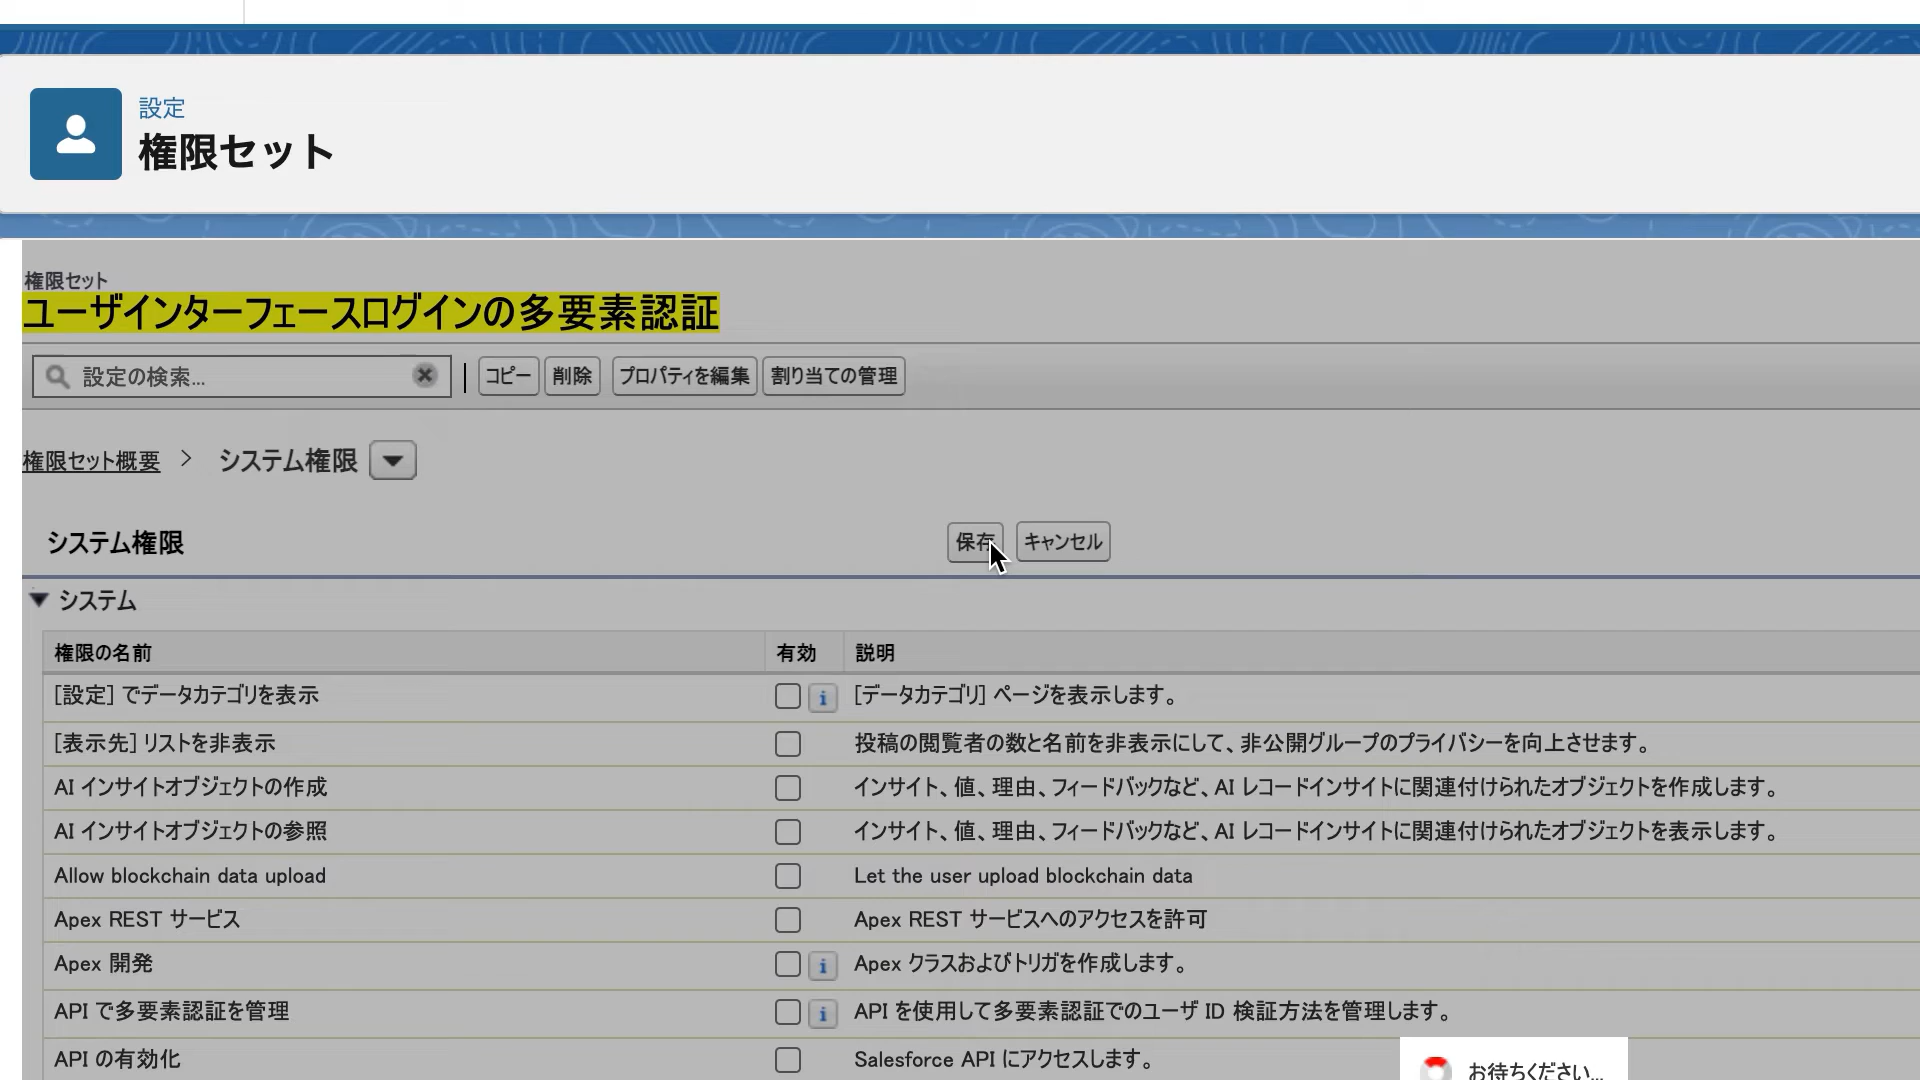 設定
権限セット
権限セット
ユーザインターフェースログインの多要素認証
設定の検索...
コピー 削除 プロパティを編集 割り当ての管理
権限セット概要 > システム権限
システム権限 保存 キャンセル
システム
権限の名前 有効 説明
[設定] でデータカテゴリを表示 i [データカテゴリ] ページを表示します。
[表示先] リストを非表示 投稿の閲覧者の数と名前を非表示にして、非公開グループのプライバシーを向上させます。
AI インサイトオブジェクトの作成 インサイト、値、理由、フィードバックなど、AI レコードインサイトに関連付けられたオブジェクトを作成します。
AI インサイトオブジェクトの参照 インサイト、値、理由、フィードバックなど、AI レコードインサイトに関連付けられたオブジェクトを表示します。
Allow blockchain data upload Let the user upload blockchain data
Apex REST サービス Apex REST サービスへのアクセスを許可
Apex 開発 i Apex クラスおよびトリガを作成します。
API で多要素認証を管理 i API を使用して多要素認証でのユーザ ID 検証方法を管理します。
API の有効化 Salesforce API にアクセスします。
お待ちください...